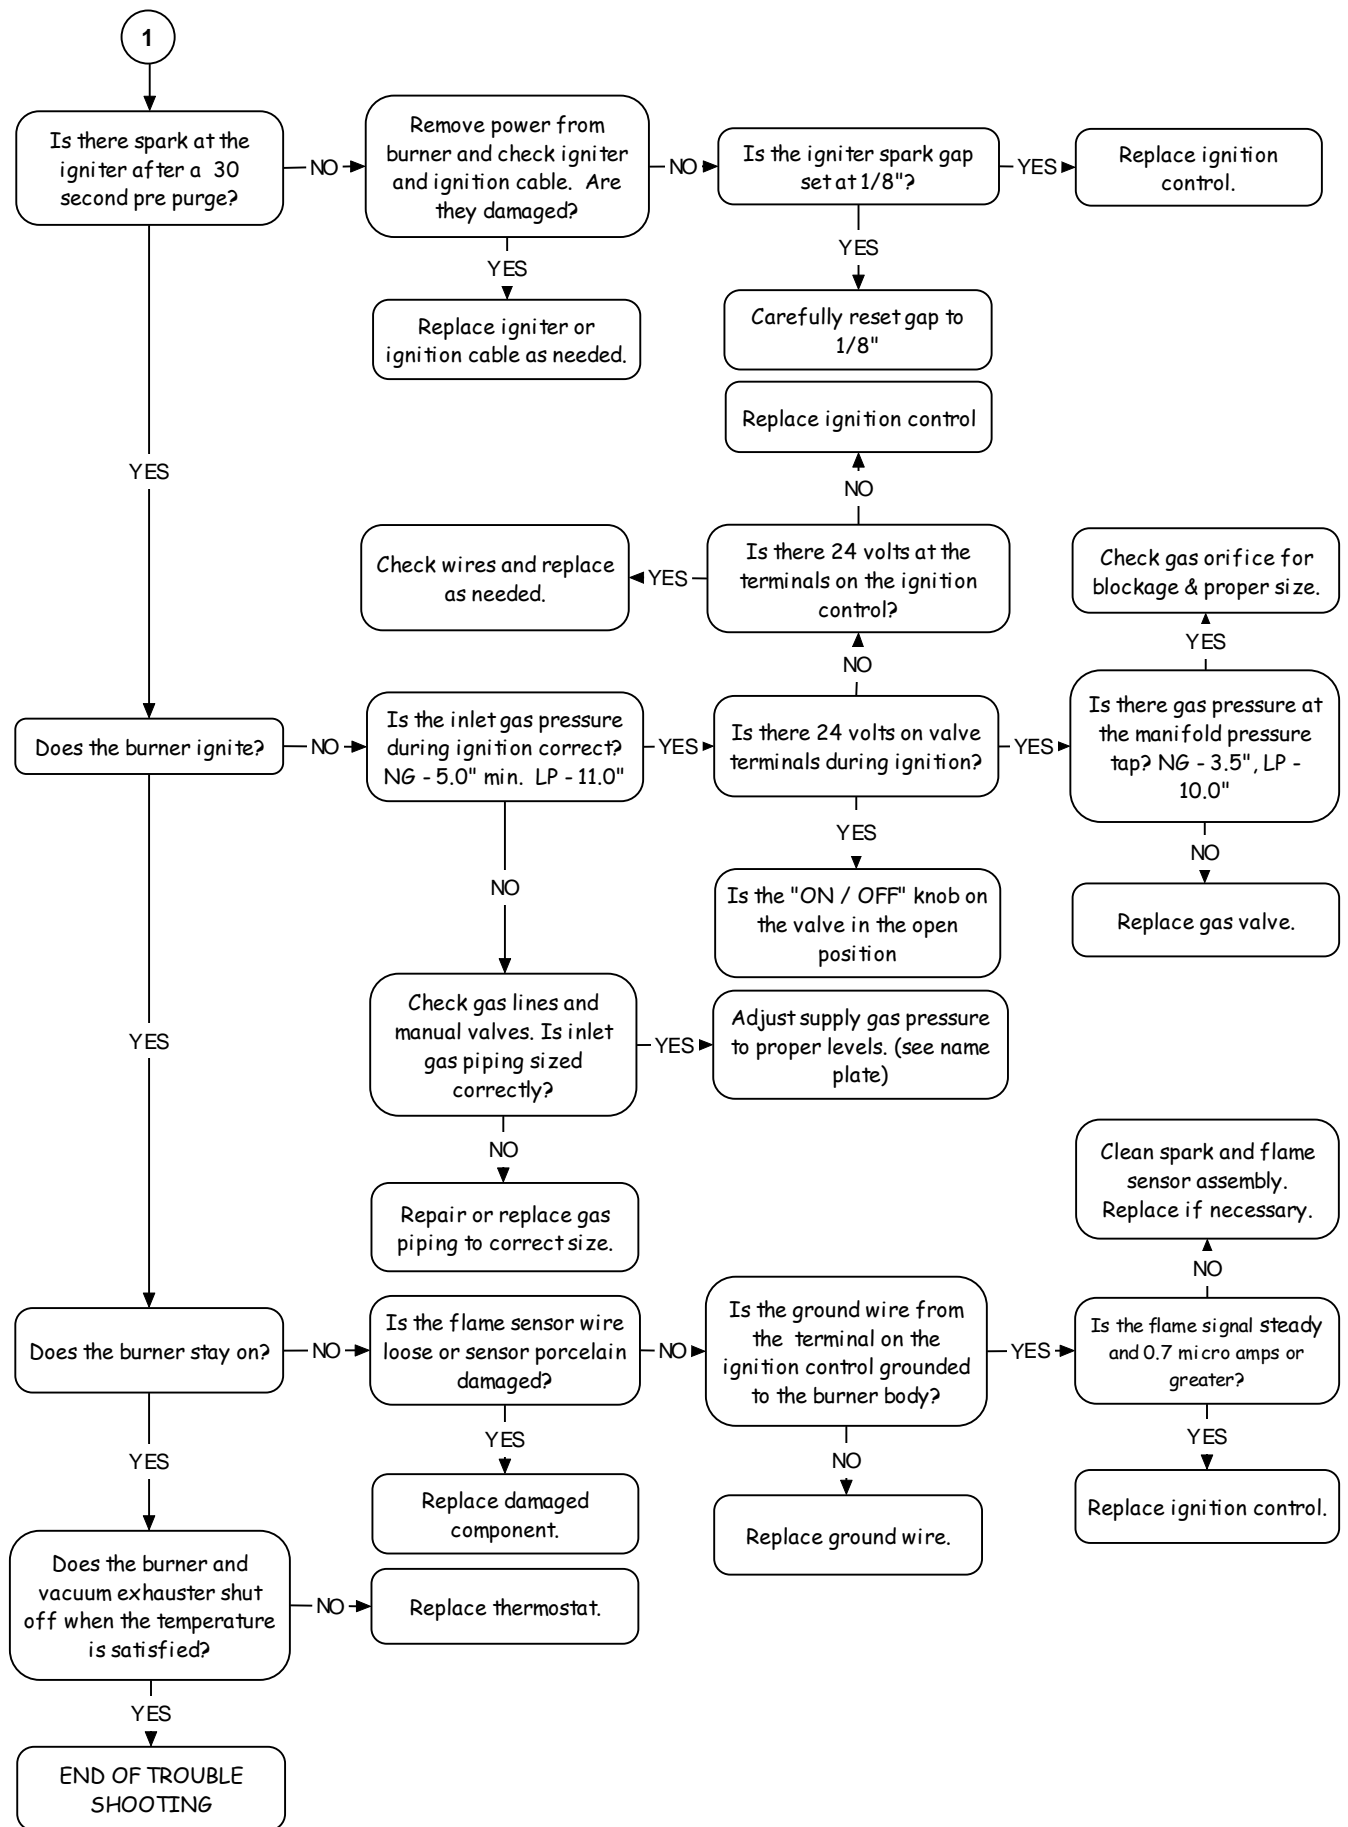 1
Is there spark at the
igniter after a 30
second pre purge?
NO
Remove power from
burner and check igniter
and ignition cable. Are
they damaged?
NO
Is the igniter spark gap
set at 1/8"?
YES
Replace ignition
control.
YES
Replace igniter or
ignition cable as needed.
YES
Carefully reset gap to
1/8"
YES
Replace ignition control
NO
Is there 24 volts at the
terminals on the ignition
control?
YES
Check wires and replace
as needed.
NO
Check gas orifice for
blockage & proper size.
YES
Does the burner ignite?
NO
Is the inlet gas pressure
during ignition correct?
NG - 5.0" min. LP - 11.0"
YES
Is there 24 volts on valve
terminals during ignition?
YES
Is there gas pressure at
the manifold pressure
tap? NG - 3.5", LP -
10.0"
YES
Is the "ON / OFF" knob on
the valve in the open
position
NO
Replace gas valve.
NO
Check gas lines and
manual valves. Is inlet
gas piping sized
correctly?
YES
Adjust supply gas pressure
to proper levels. (see name
plate)
NO
Repair or replace gas
piping to correct size.
YES
Does the burner stay on?
NO
Is the flame sensor wire
loose or sensor porcelain
damaged?
NO
Is the ground wire from
the terminal on the
ignition control grounded
to the burner body?
YES
Is the flame signal steady
and 0.7 micro amps or
greater?
NO
Clean spark and flame
sensor assembly.
Replace if necessary.
YES
Replace damaged
component.
NO
Replace ground wire.
YES
Replace ignition control.
YES
Does the burner and
vacuum exhauster shut
off when the temperature
is satisfied?
NO
Replace thermostat.
YES
END OF TROUBLE
SHOOTING